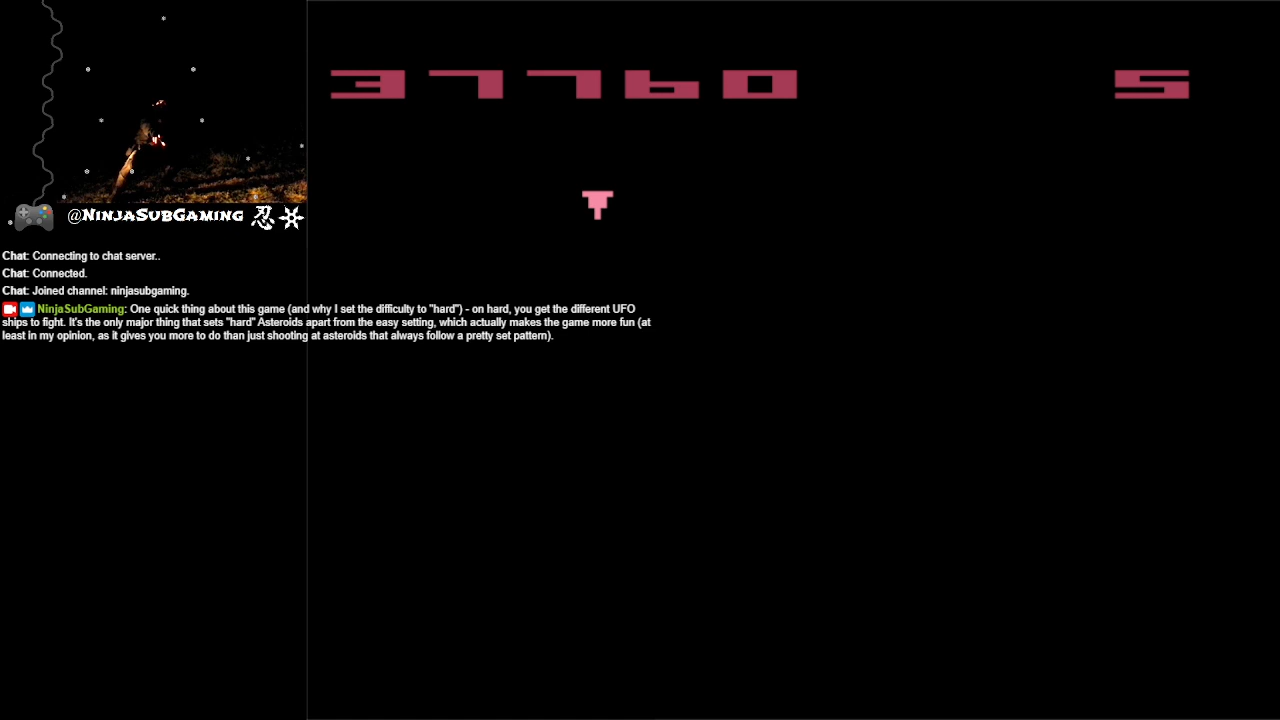 37760 5
@NinjaSubGaming 忍
Chat: Connecting to chat server..
Chat: Connected.
Chat: Joined channel: ninjasubgaming.
NinjaSubGaming: One quick thing about this game (and why I set the difficulty to "hard") - on hard, you get the different UFO
ships to fight. It's the only major thing that sets "hard" Asteroids apart from the easy setting, which actually makes the game more fun (at
least in my opinion, as it gives you more to do than just shooting at asteroids that always follow a pretty set pattern).